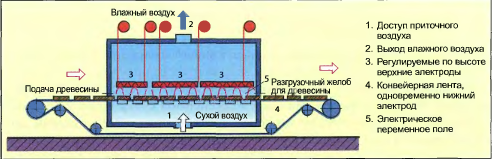 Влажный воздух
2
3
3
3
5
Разгрузочный желоб
для древесины
Подача древесины
1
Сухой воздух
4
1. Доступ приточного
воздуха
2. Выход влажного воздуха
3. Регулируемые по высоте
верхние электроды
4. Конвейерная лента,
одновременно нижний
электрод
5. Электрическое
переменное поле